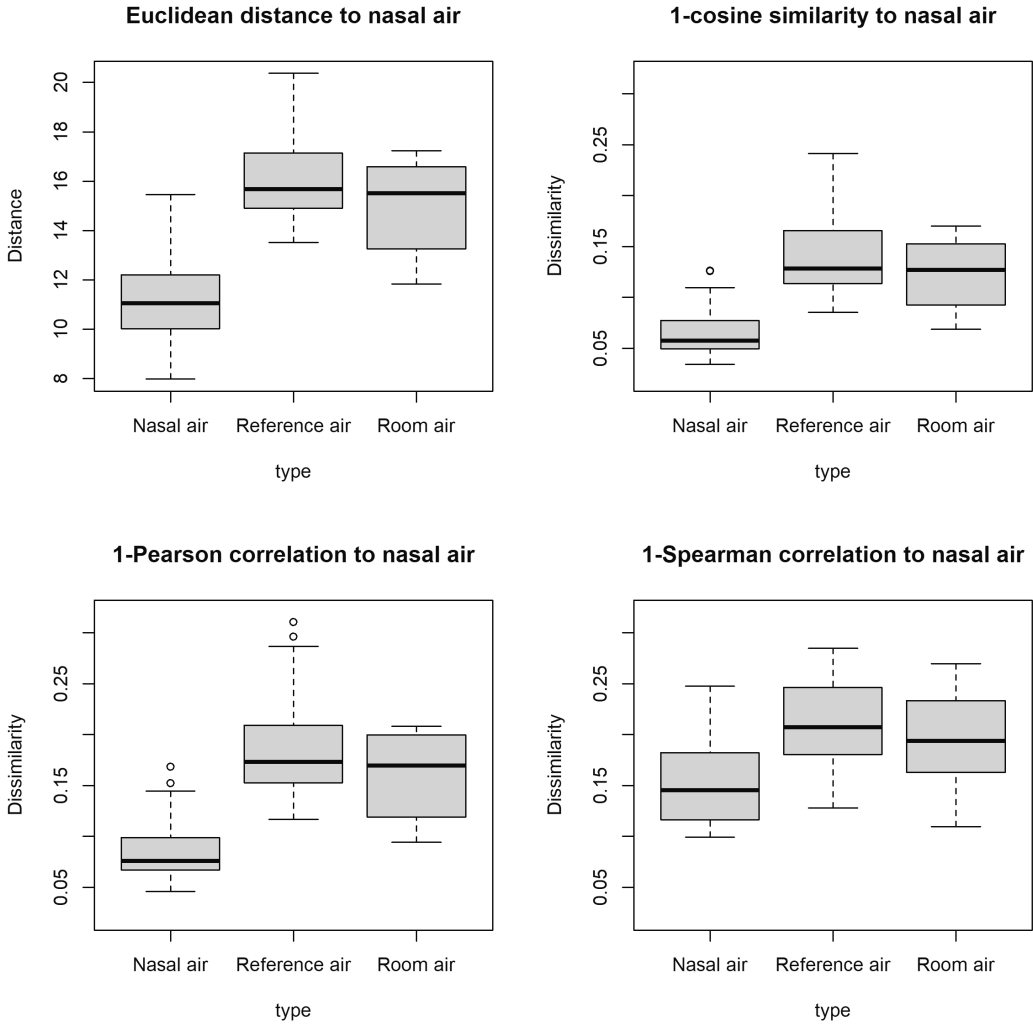 Euclidean distance to nasal air
Distance
20
18
16
14
12
10
8
Nasal air Reference air Room air
type
1-cosine similarity to nasal air
Dissimilarity
0.25
0.15
0.05
Nasal air Reference air Room air
type
1-Pearson correlation to nasal air
Dissimilarity
0.25
0.15
0.05
Nasal air Reference air Room air
type
1-Spearman correlation to nasal air
Dissimilarity
0.25
0.15
0.05
Nasal air Reference air Room air
type